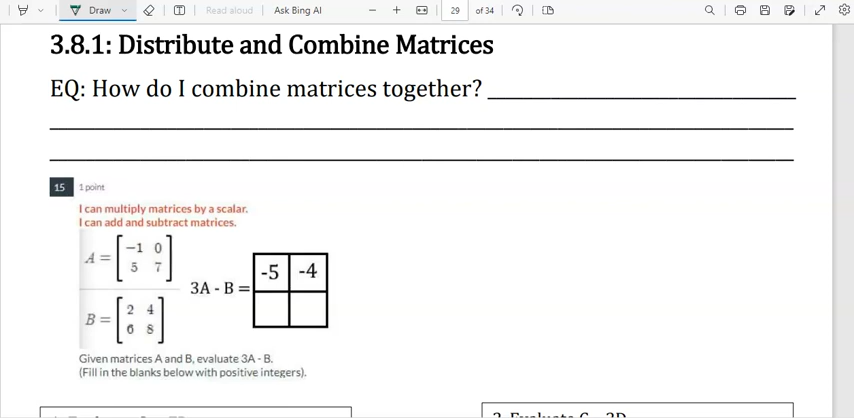 Draw
Read aloud
Ask Bing AI
29 of 34
3.8.1: Distribute and Combine Matrices
EQ: How do I combine matrices together? ___
15 1 point
I can multiply matrices by a scalar.
I can add and subtract matrices.
A = [−1 0
5 7]
3A - B =
-5 -4
B = [2 4
6 8]
Given matrices A and B, evaluate 3A - B.
(Fill in the blanks below with positive integers).